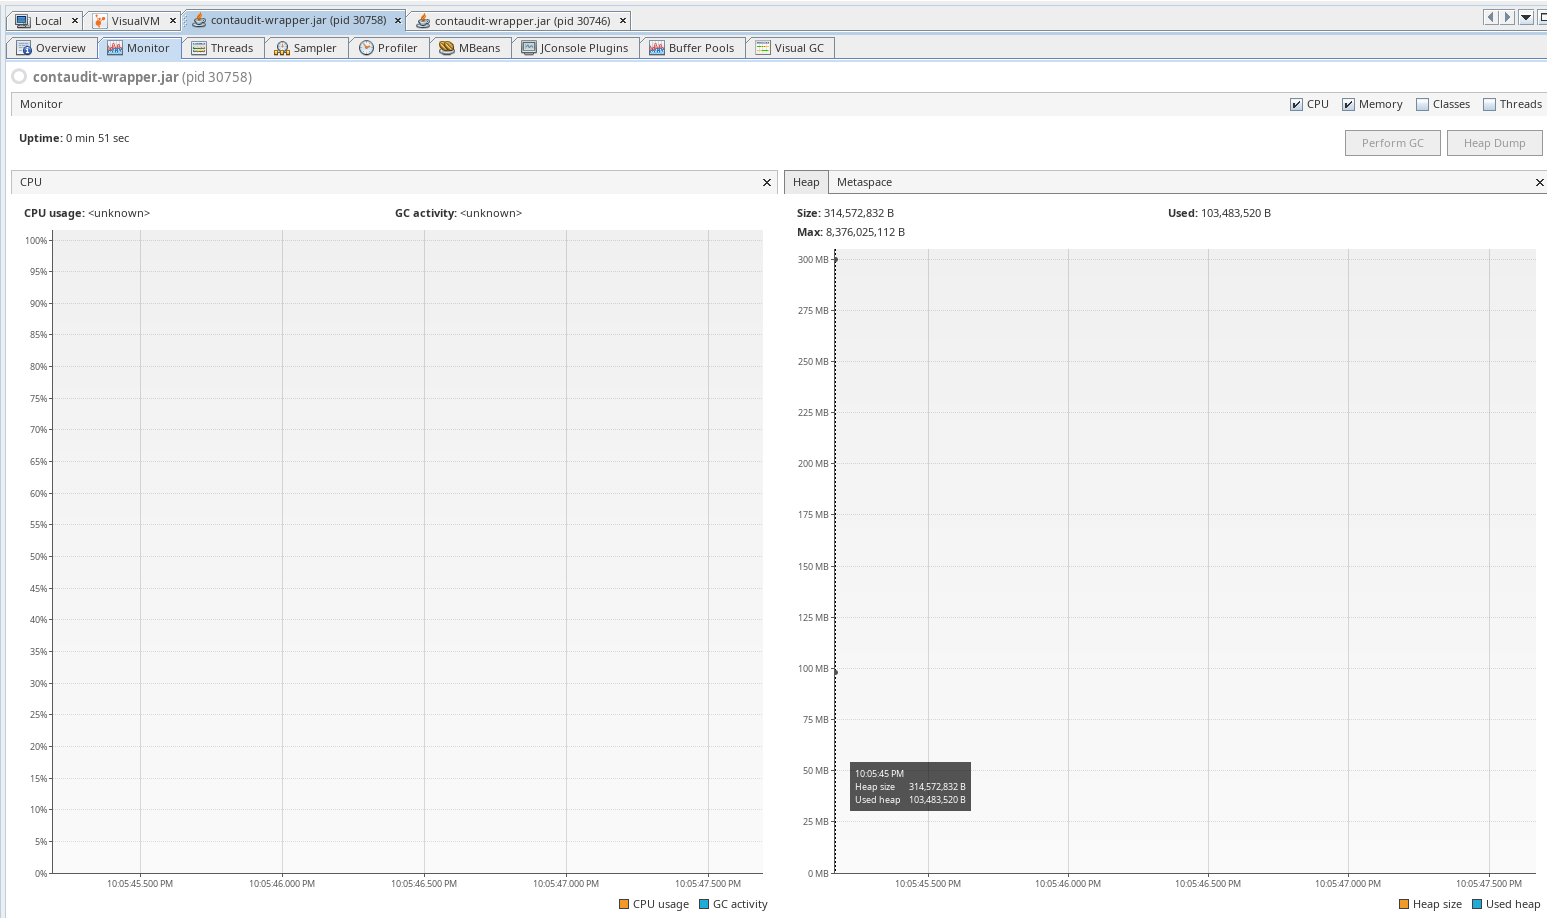 Local VisualVM contaudit-wrapper.jar (pid 30758) contaudit-wrapper.jar (pid 30746)
Overview Monitor Threads Sampler Profiler MBeans JConsole Plugins Buffer Pools Visual GC
contaudit-wrapper.jar (pid 30758)
Monitor CPU Memory Classes Threads
Uptime: 0 min 51 sec
Perform GC Heap Dump
CPU
CPU usage: <unknown> GC activity: <unknown>
100%
95%
90%
85%
80%
75%
70%
65%
60%
55%
50%
45%
40%
35%
30%
25%
20%
15%
10%
5%
0%
10:05:45.500 PM 10:05:46.000 PM 10:05:46.500 PM 10:05:47.000 PM 10:05:47.500 PM
CPU usage GC activity
Heap Metaspace
Size: 314,572,832 B Used: 103,483,520 B
Max: 8,376,025,112 B
300 MB
275 MB
250 MB
225 MB
200 MB
175 MB
150 MB
125 MB
100 MB
75 MB
50 MB
25 MB
0 MB
10:05:45 PM
Heap size 314,572,832 B
Used heap 103,483,520 B
10:05:45.500 PM 10:05:46.000 PM 10:05:46.500 PM 10:05:47.000 PM 10:05:47.500 PM
Heap size Used heap